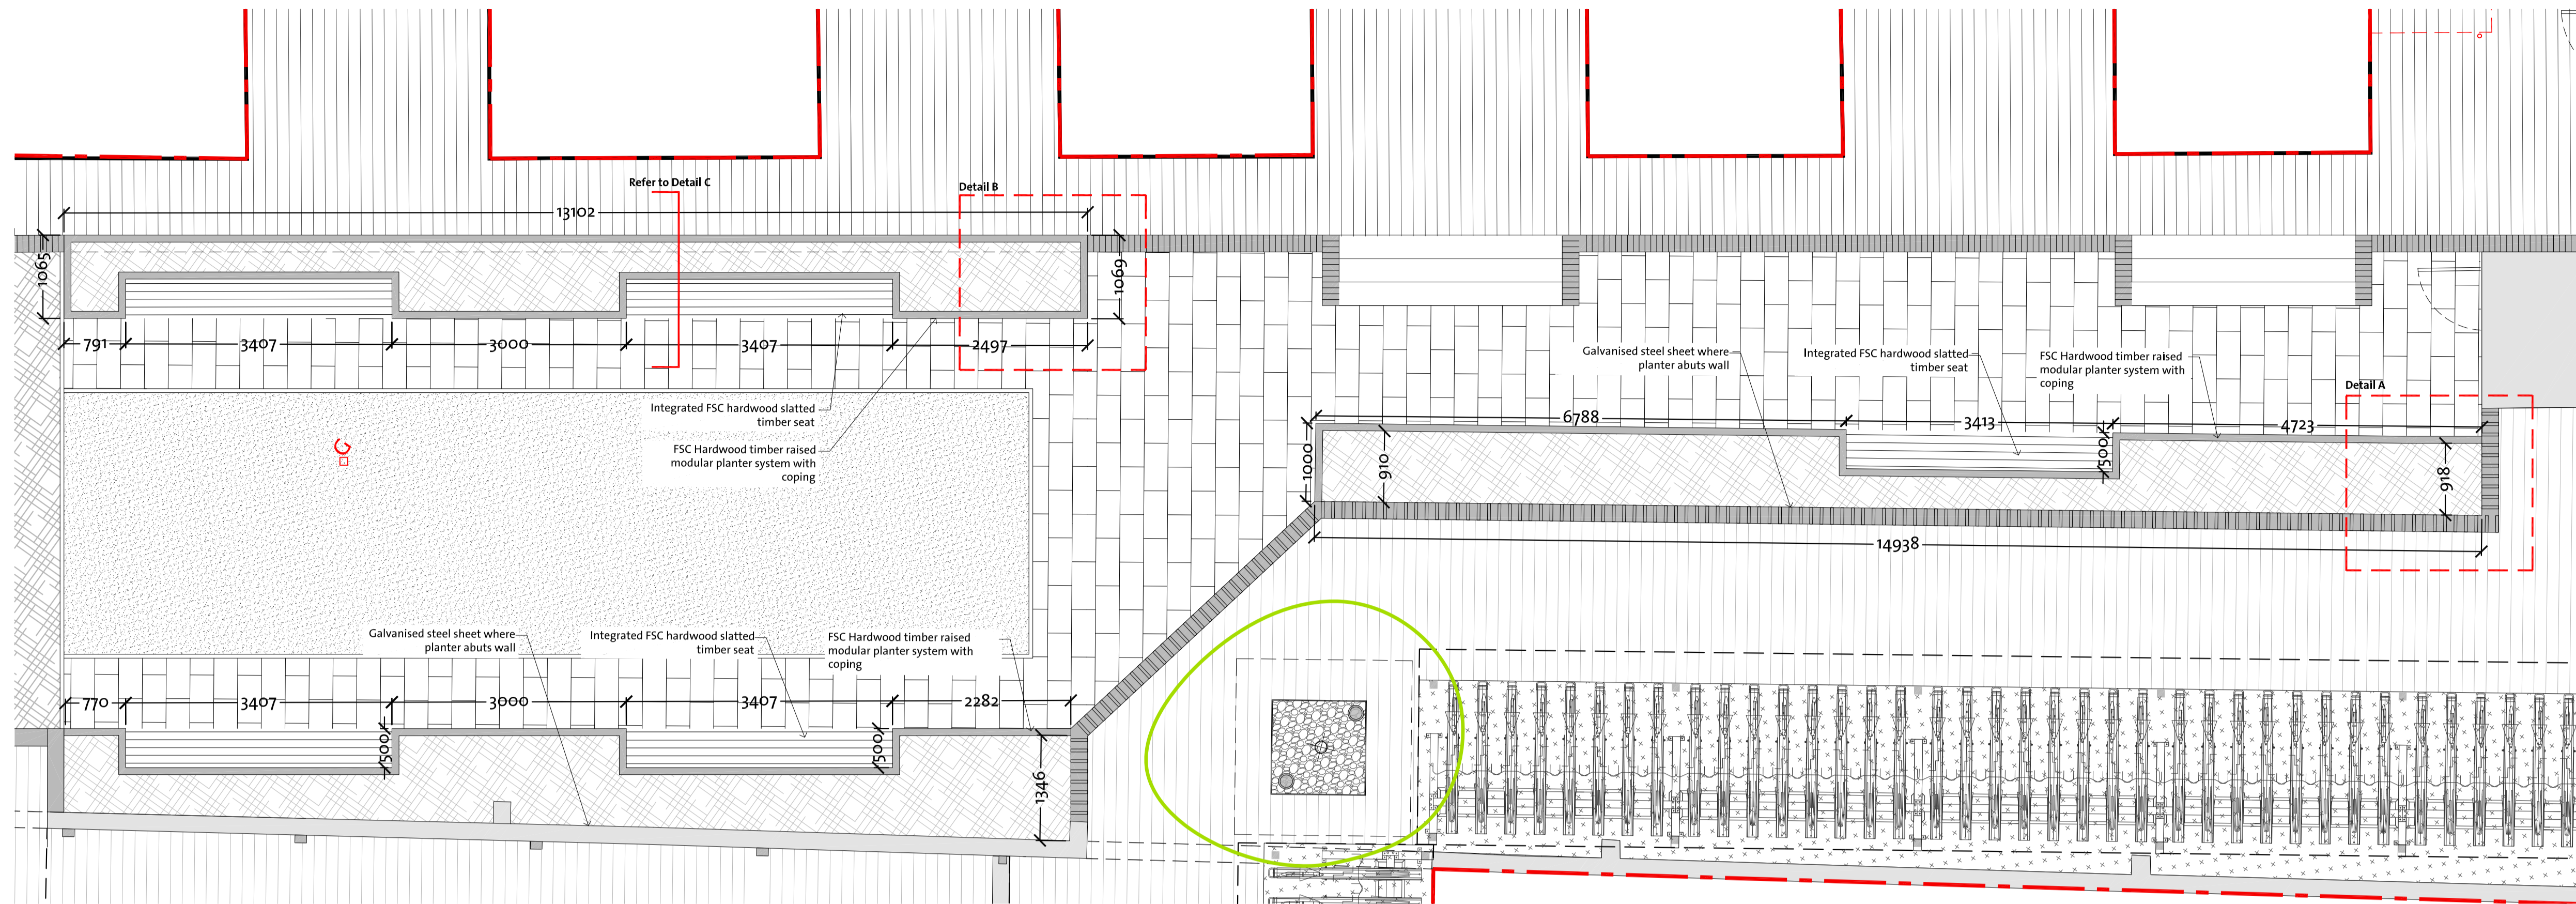 Refer to Detail C
Detail B
13102
1065
1069
791
3407
3000
3407
2497
Integrated FSC hardwood slatted
timber seat
FSC Hardwood timber raised
modular planter system with
coping
Galvanised steel sheet where
planter abuts wall
Integrated FSC hardwood slatted
timber seat
FSC Hardwood timber raised
modular planter system with
coping
Detail A
6788
3413
4723
1000
910
500
918
14938
Galvanised steel sheet where
planter abuts wall
Integrated FSC hardwood slatted
timber seat
FSC Hardwood timber raised
modular planter system with
coping
770
3407
3000
3407
2282
500
500
1346